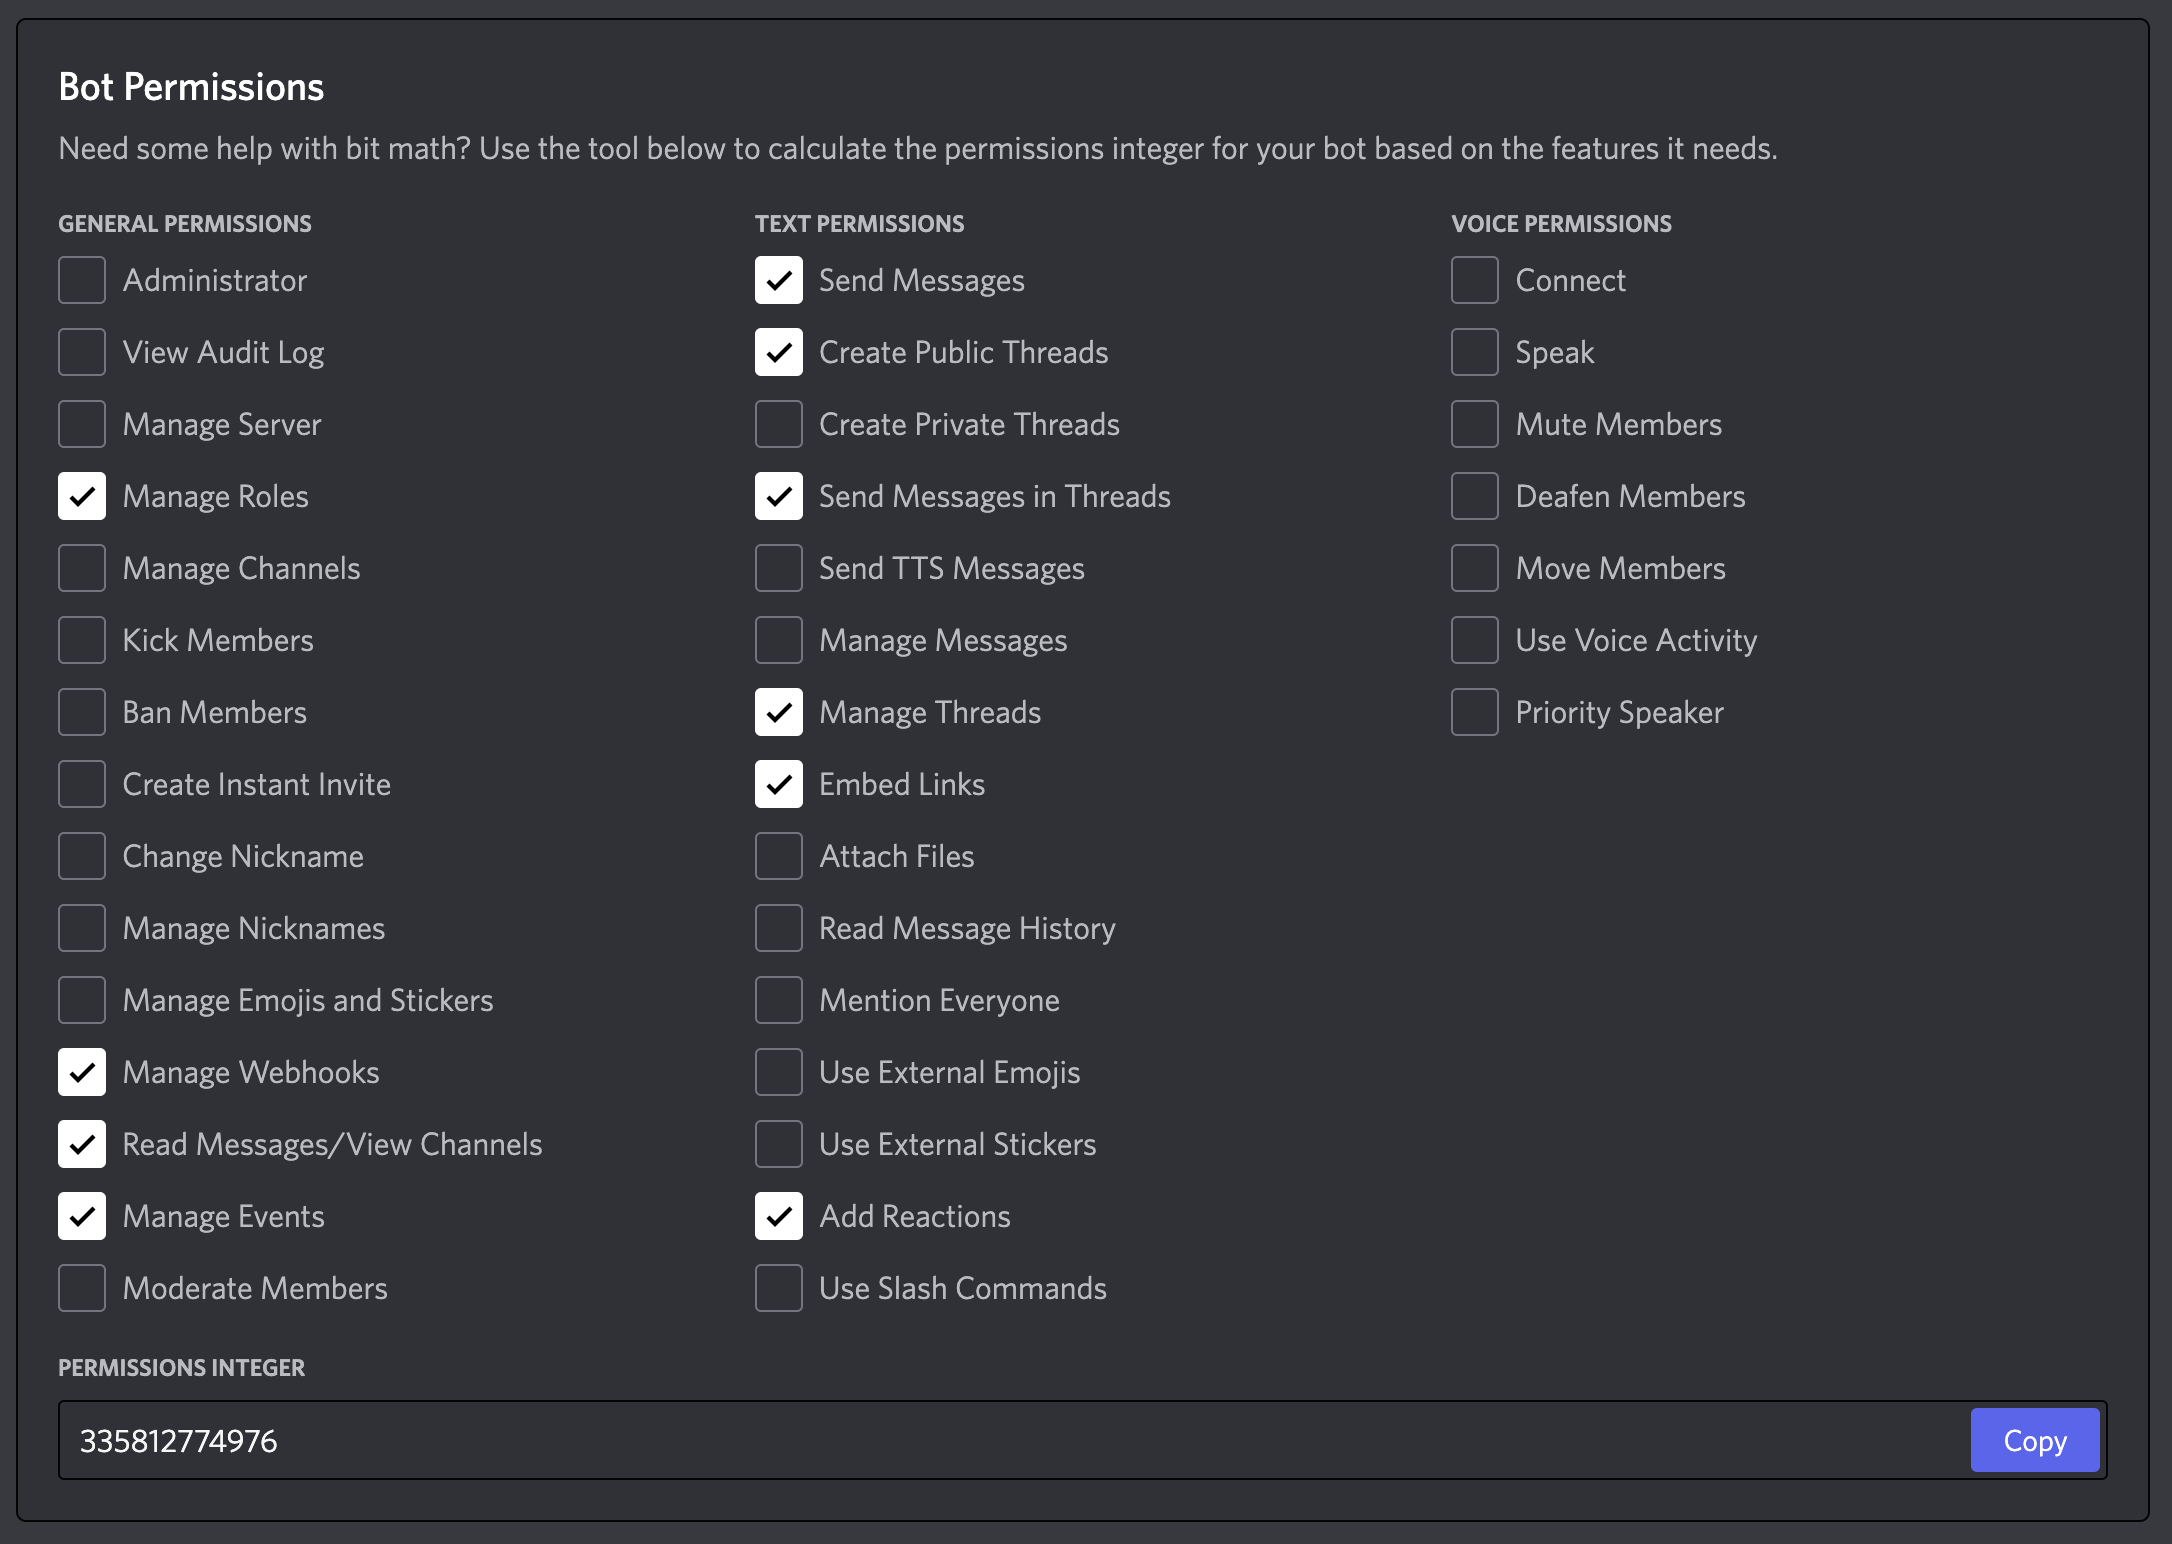 Bot Permissions
Need some help with bit math? Use the tool below to calculate the permissions integer for your bot based on the features it needs.
GENERAL PERMISSIONS
Administrator
View Audit Log
Manage Server
Manage Roles
Manage Channels
Kick Members
Ban Members
Create Instant Invite
Change Nickname
Manage Nicknames
Manage Emojis and Stickers
Manage Webhooks
Read Messages/View Channels
Manage Events
Moderate Members
TEXT PERMISSIONS
Send Messages
Create Public Threads
Create Private Threads
Send Messages in Threads
Send TTS Messages
Manage Messages
Manage Threads
Embed Links
Attach Files
Read Message History
Mention Everyone
Use External Emojis
Use External Stickers
Add Reactions
Use Slash Commands
VOICE PERMISSIONS
Connect
Speak
Mute Members
Deafen Members
Move Members
Use Voice Activity
Priority Speaker
PERMISSIONS INTEGER
335812774976
Copy